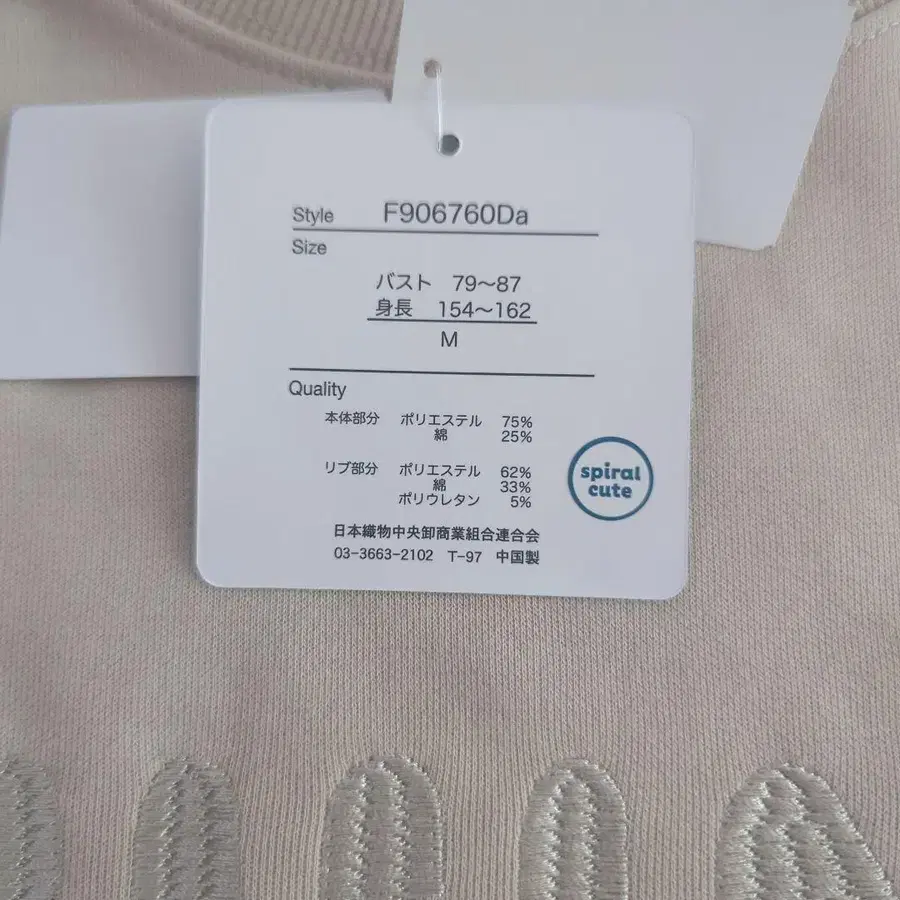 Style F906760Da
Size
バスト 79〜87
身長 154〜162
M
Quality
本体部分 ポリエステル 75%
綿 25%
リブ部分 ポリエステル 62%
綿 33%
ポリウレタン 5%
spiral
cute
日本織物中央卸商業組合連合会
03-3663-2102 T-97 中国製